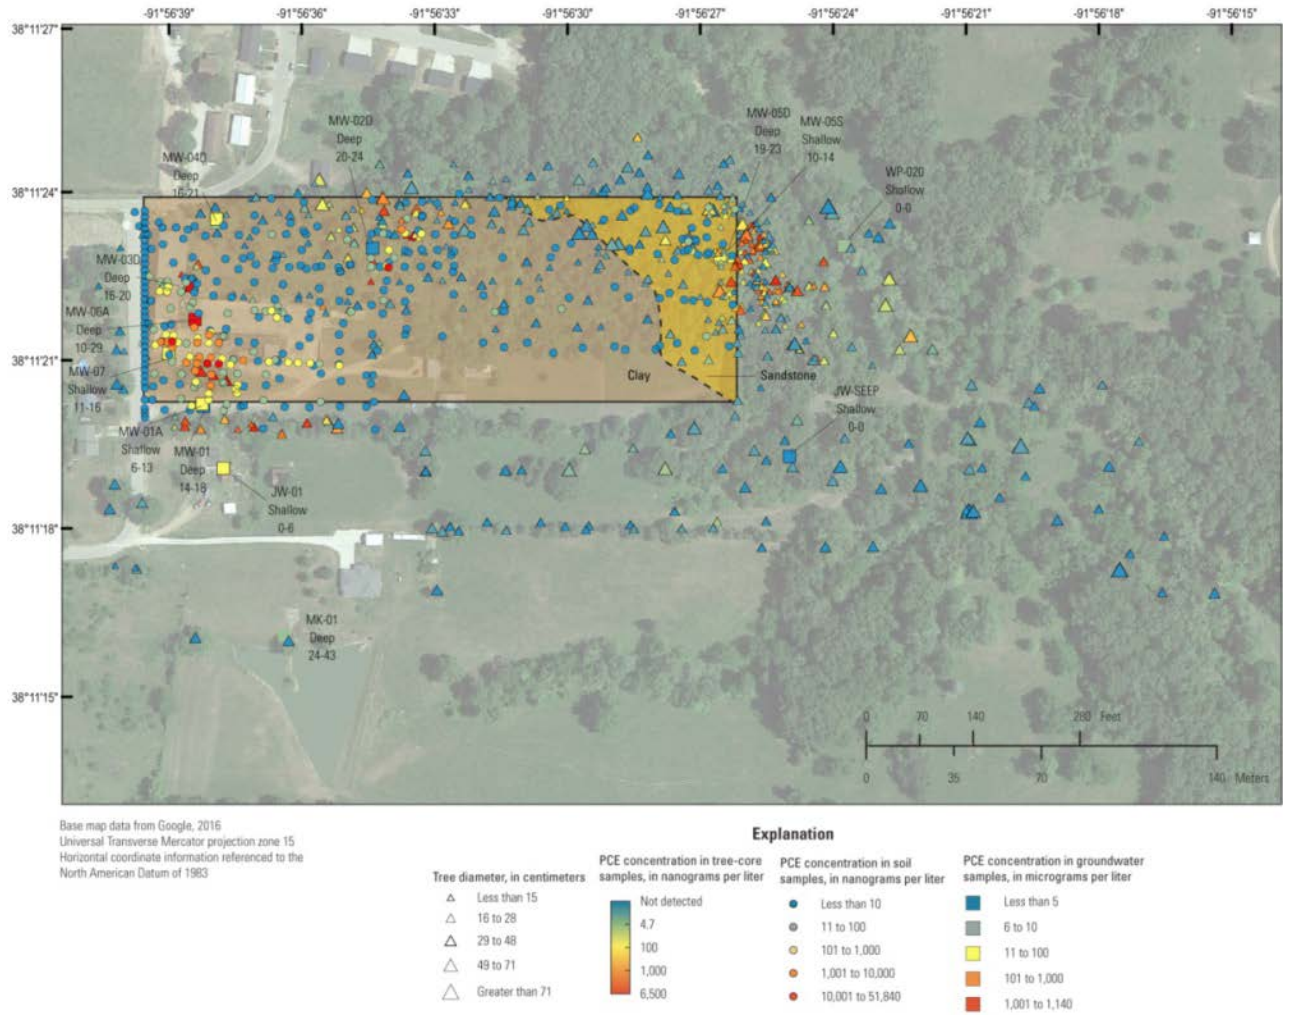 -91°56'39" -91°56'36" -91°56'33" -91°56'30" -91°56'27" -91°56'24" -91°56'21" -91°56'18" -91°56'15"
38°11'27"
MW-05D
Deep
19-23
MW-05S
Shallow
10-14
MW-02D
Deep
20-24
MW-04D
Deep
16-21
WP-020
Shallow
0-0
38°11'24"
MW-03D
Deep
16-20
MW-06A
Deep
10-29
38°11'21"
MW-07
Shallow
11-16
Clay
Sandstone
JW-SEEP
Shallow
0-0
MW-01A
Shallow
6-13
MW-01
Deep
14-18
JW-01
Shallow
0-6
38°11'18"
MK-01
Deep
24-43
38°11'15"
0 70 140 280 Feet
0 35 70 140 Meters
Base map data from Google, 2016
Universal Transverse Mercator projection zone 15
Horizontal coordinate information referenced to the
North American Datum of 1983
Explanation
Tree diameter, in centimeters
Less than 15
16 to 28
29 to 48
49 to 71
Greater than 71
PCE concentration in tree-core
samples, in nanograms per liter
Not detected
4.7
100
1,000
6,500
PCE concentration in soil
samples, in nanograms per liter
Less than 10
11 to 100
101 to 1,000
1,001 to 10,000
10,001 to 51,840
PCE concentration in groundwater
samples, in micrograms per liter
Less than 5
6 to 10
11 to 100
101 to 1,000
1,001 to 1,140